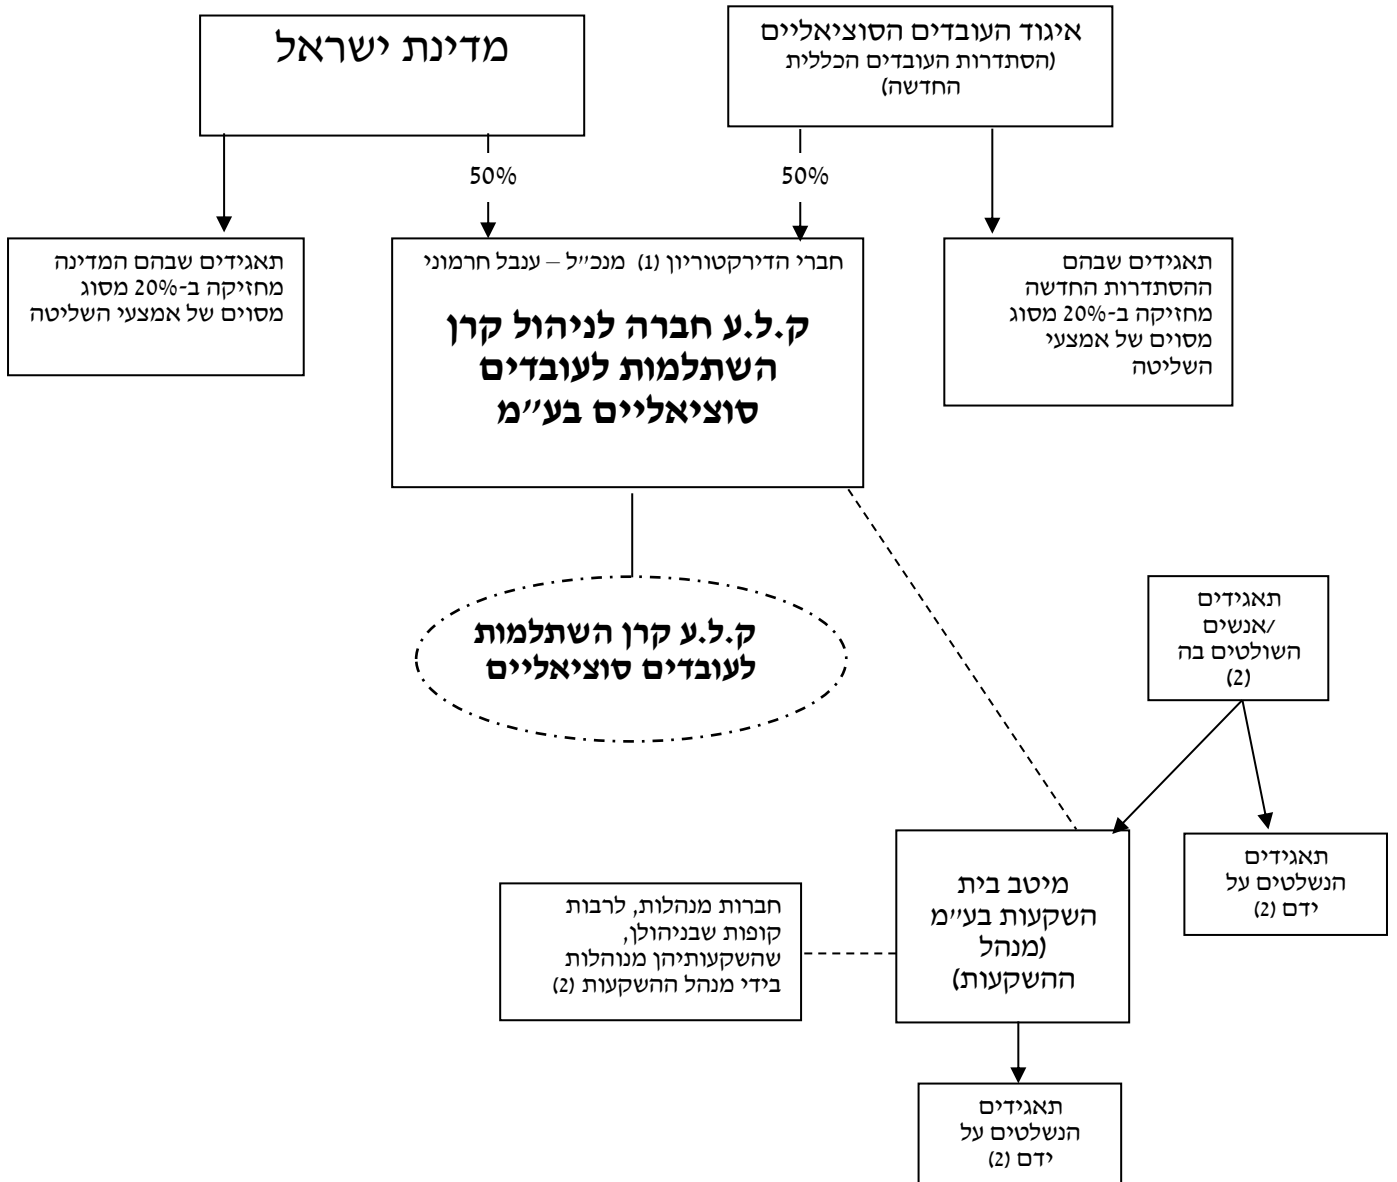 איגוד העובדים הסוציאליים
(הסתדרות העובדים הכללית
החדשה)
מדינת ישראל
50%
50%
תאגידים שבהם
ההסתדרות החדשה
מחזיקה ב-20% מסוג
מסוים של אמצעי
השליטה
חברי הדירקטוריון (1) מנכ״ל – ענבל חרמוני
ק.ל.ע חברה לניהול קרן
השתלמות לעובדים
סוציאליים בע״מ
תאגידים שבהם המדינה
מחזיקה ב-20% מסוג
מסוים של אמצעי השליטה
ק.ל.ע קרן השתלמות
לעובדים סוציאליים
תאגידים
/אנשים
השולטים בה
(2)
תאגידים
הנשלטים על
ידם (2)
מיטב בית
השקעות בע״מ
(מנהל
ההשקעות)
חברות מנהלות, לרבות
קופות שבניהולן,
שהשקעותיהן מנוהלות
בידי מנהל ההשקעות (2)
תאגידים
הנשלטים על
ידם (2)